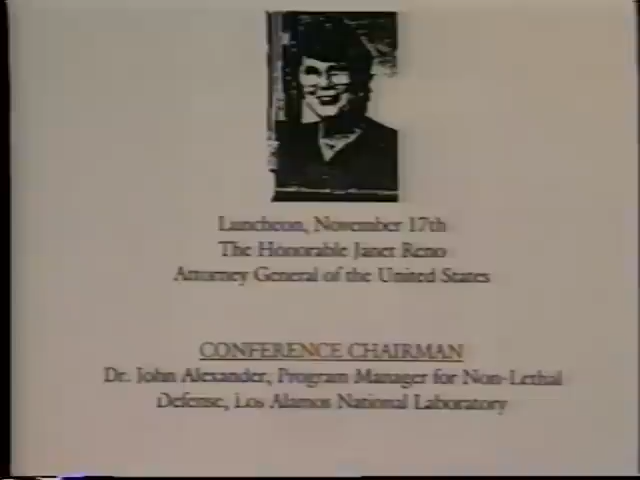 Luncheon, November 17th
The Honorable Janet Reno
Attorney General of the United States
CONFERENCE CHAIRMAN
Dr. John Alexander, Program Manager for Non-Lethal
Defense, Los Alamos National Laboratory